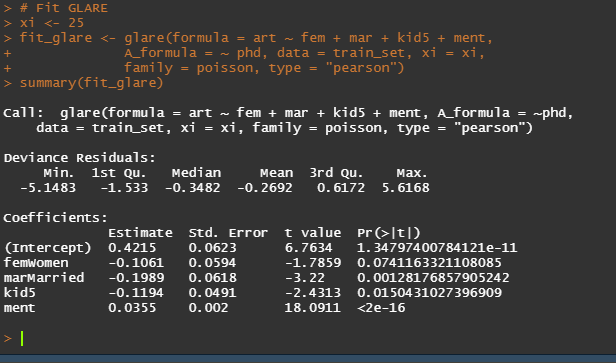 > # Fit GLARE
> xi <- 25
> fit_glare <- glare(formula = art ~ fem + mar + kid5 + ment,
+              A_formula = ~ phd, data = train_set, xi = xi,
+              family = poisson, type = "pearson")
> summary(fit_glare)
Call:  glare(formula = art ~ fem + mar + kid5 + ment, A_formula = ~phd,
    data = train_set, xi = xi, family = poisson, type = "pearson")
Deviance Residuals:
     Min.  1st Qu.   Median     Mean  3rd Qu.    Max.
  -5.1483   -1.533  -0.3482  -0.2692   0.6172  5.6168
Coefficients:
             Estimate  Std. Error  t value  Pr(>|t|)
(Intercept)  0.4215    0.0623      6.7634   1.34797400784121e-11
femWomen     -0.1061   0.0594      -1.7859  0.0741163321108085
marMarried   -0.1989   0.0618      -3.22    0.00128176857905242
kid5         -0.1194   0.0491      -2.4313  0.0150431027396909
ment         0.0355    0.002       18.0911  <2e-16
>